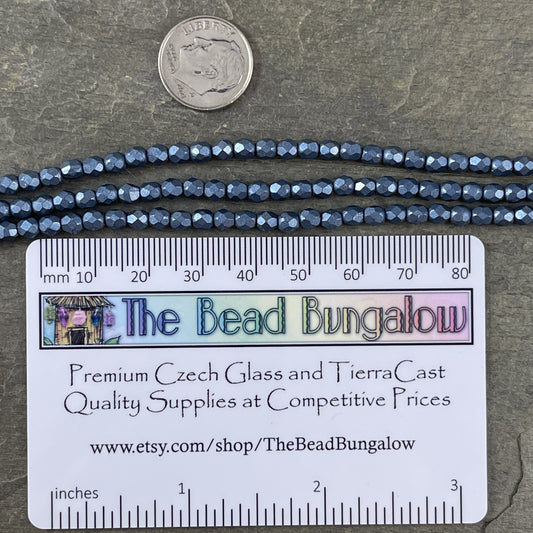 LIBERTY
mm 10 20 30 40 50 60 70 80
The Bead Bungalow
Premium Czech Glass and TierraCast
Quality Supplies at Competitive Prices
www.etsy.com/shop/TheBeadBungalow
inches 1 2 3